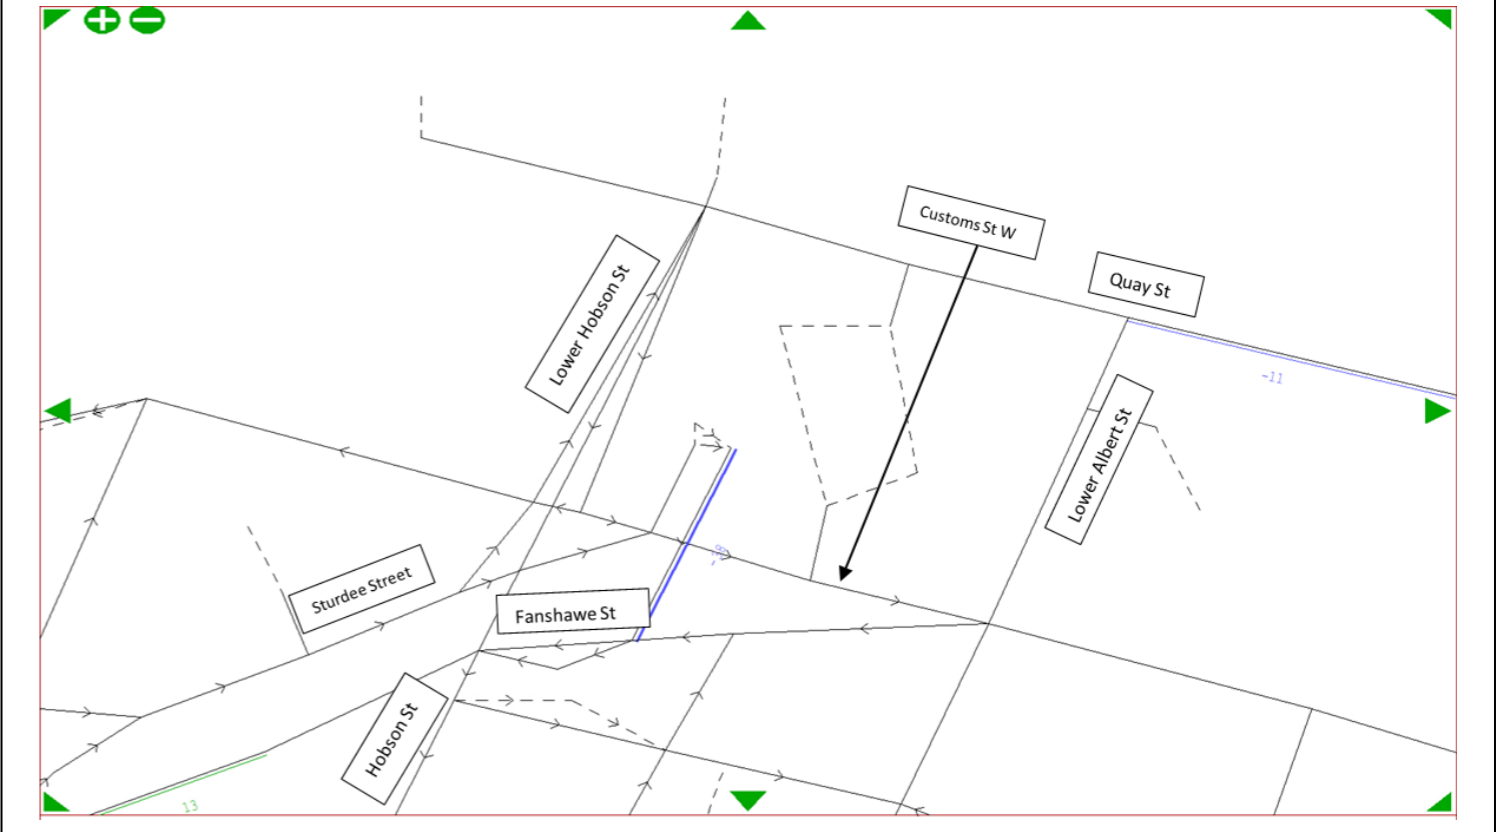 Customs St W
Quay St
Lower Hobson St
-11
Lower Albert St
Sturdee Street
Fanshawe St
Hobson St
13